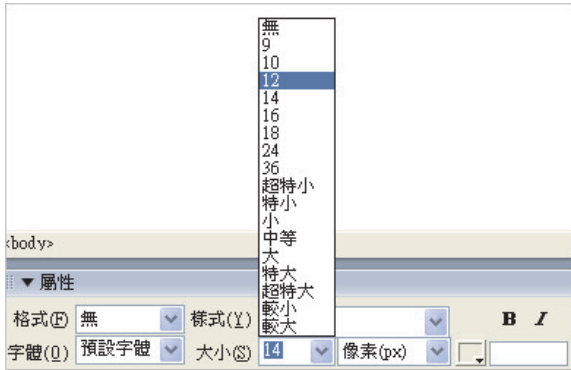 無
9
10
12
14
16
18
24
36
超特小
特小
小
中等
大
特大
超特大
較小
較大
<body>
▼屬性
格式(F) 無 樣式(Y) B I
字體(O) 預設字體 大小(S) 14 像素(px)